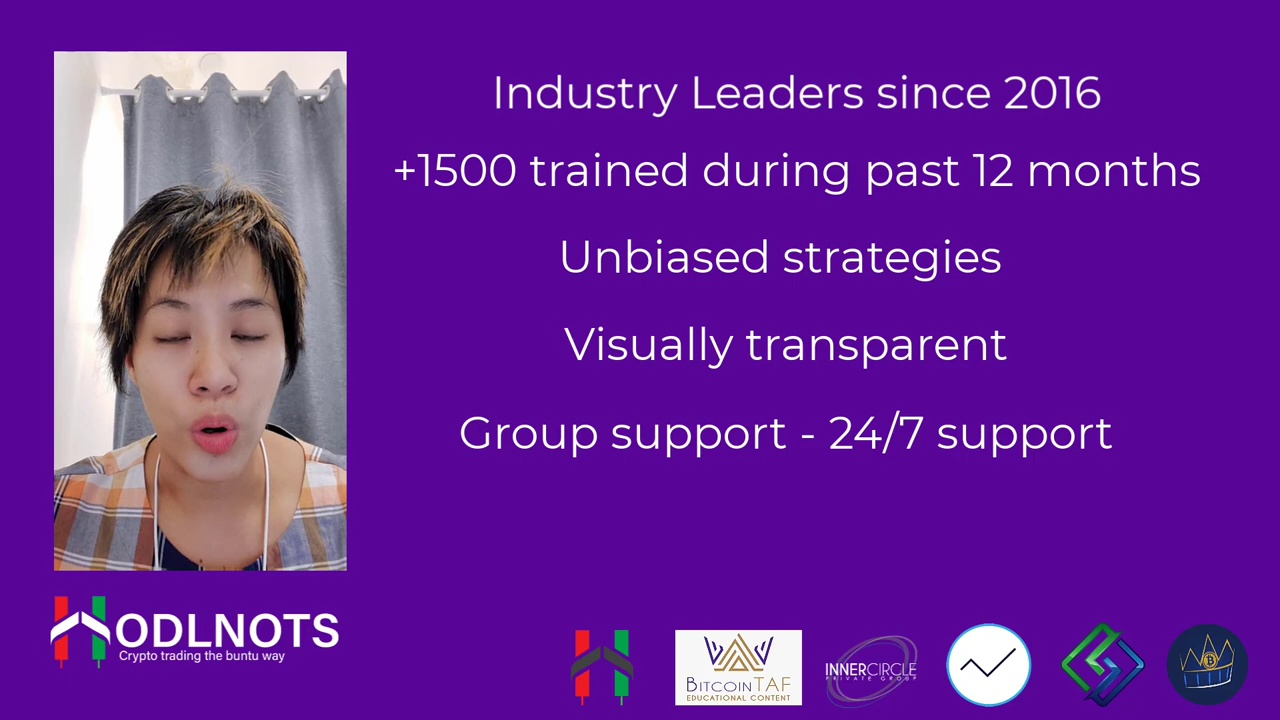 Industry Leaders since 2016
+1500 trained during past 12 months
Unbiased strategies
Visually transparent
Group support - 24/7 support
HODLNOTS
Crypto trading the buntu way
BITCOINTAF
EDUCATIONAL CONTENT
INNERCIRCLE
PRIVATE GROUP